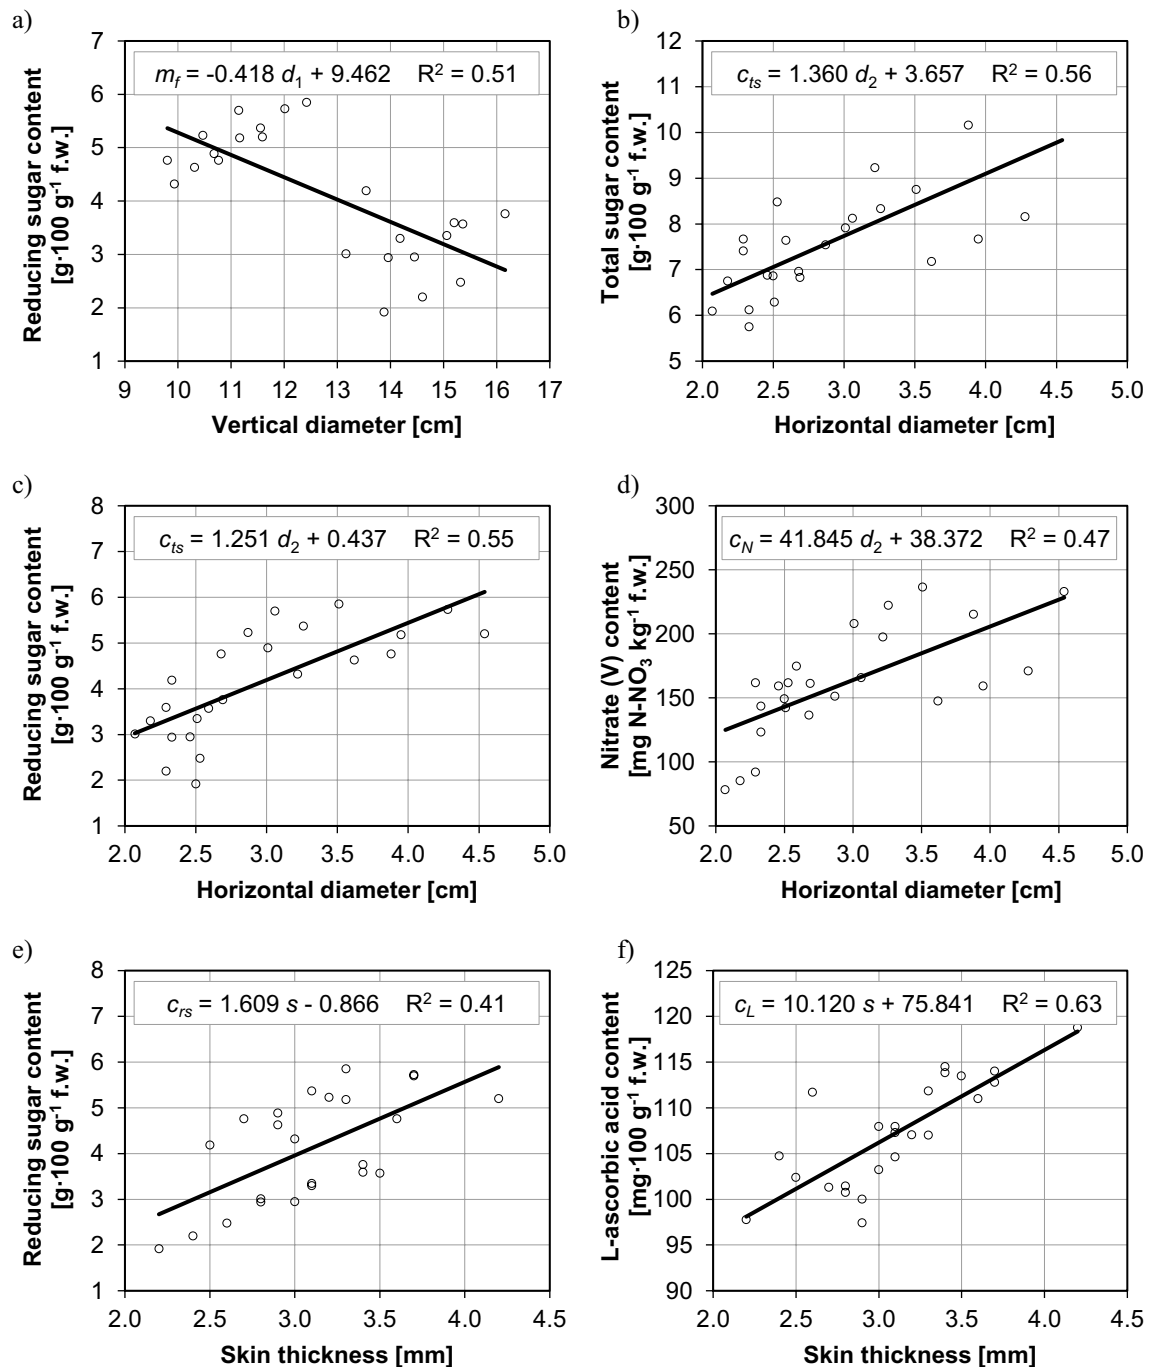 a)
7
6
5
4
3
2
1
m_f = -0.418 d_1 + 9.462 R² = 0.51
Reducing sugar content
[g·100 g⁻¹ f.w.]
9 10 11 12 13 14 15 16 17
Vertical diameter [cm]
b)
12
11
10
9
8
7
6
5
c_ts = 1.360 d_2 + 3.657 R² = 0.56
Total sugar content
[g·100 g⁻¹ f.w.]
2.0 2.5 3.0 3.5 4.0 4.5 5.0
Horizontal diameter [cm]
c)
8
7
6
5
4
3
2
1
c_ts = 1.251 d_2 + 0.437 R² = 0.55
Reducing sugar content
[g·100 g⁻¹ f.w.]
2.0 2.5 3.0 3.5 4.0 4.5 5.0
Horizontal diameter [cm]
d)
300
250
200
150
100
50
c_N = 41.845 d_2 + 38.372 R² = 0.47
Nitrate (V) content
[mg N-NO₃ kg⁻¹ f.w.]
2.0 2.5 3.0 3.5 4.0 4.5 5.0
Horizontal diameter [cm]
e)
8
7
6
5
4
3
2
1
c_rs = 1.609 s - 0.866 R² = 0.41
Reducing sugar content
[g·100 g⁻¹ f.w.]
2.0 2.5 3.0 3.5 4.0 4.5
Skin thickness [mm]
f)
125
120
115
110
105
100
95
90
c_L = 10.120 s + 75.841 R² = 0.63
L-ascorbic acid content
[mg·100 g⁻¹ f.w.]
2.0 2.5 3.0 3.5 4.0 4.5
Skin thickness [mm]